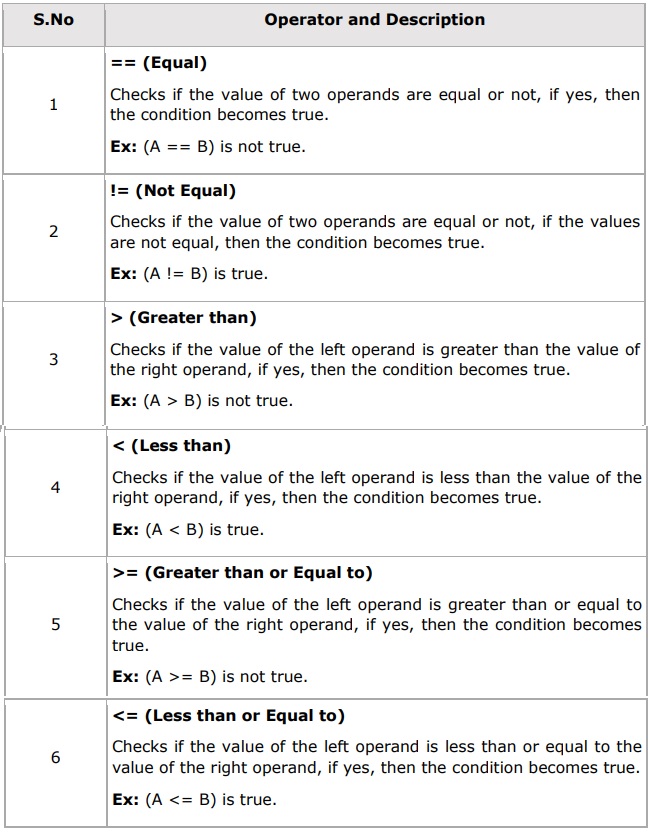 S.No Operator and Description
== (Equal)
Checks if the value of two operands are equal or not, if yes, then
the condition becomes true.
1
Ex: (A == B) is not true.
!= (Not Equal)
Checks if the value of two operands are equal or not, if the values
are not equal, then the condition becomes true.
2
Ex: (A != B) is true.
> (Greater than)
Checks if the value of the left operand is greater than the value of
the right operand, if yes, then the condition becomes true.
3
Ex: (A > B) is not true.
< (Less than)
Checks if the value of the left operand is less than the value of the
right operand, if yes, then the condition becomes true.
4
Ex: (A < B) is true.
>= (Greater than or Equal to)
Checks if the value of the left operand is greater than or equal to
the value of the right operand, if yes, then the condition becomes
true.
5
Ex: (A >= B) is not true.
<= (Less than or Equal to)
Checks if the value of the left operand is less than or equal to the
value of the right operand, if yes, then the condition becomes true.
6
Ex: (A <= B) is true.